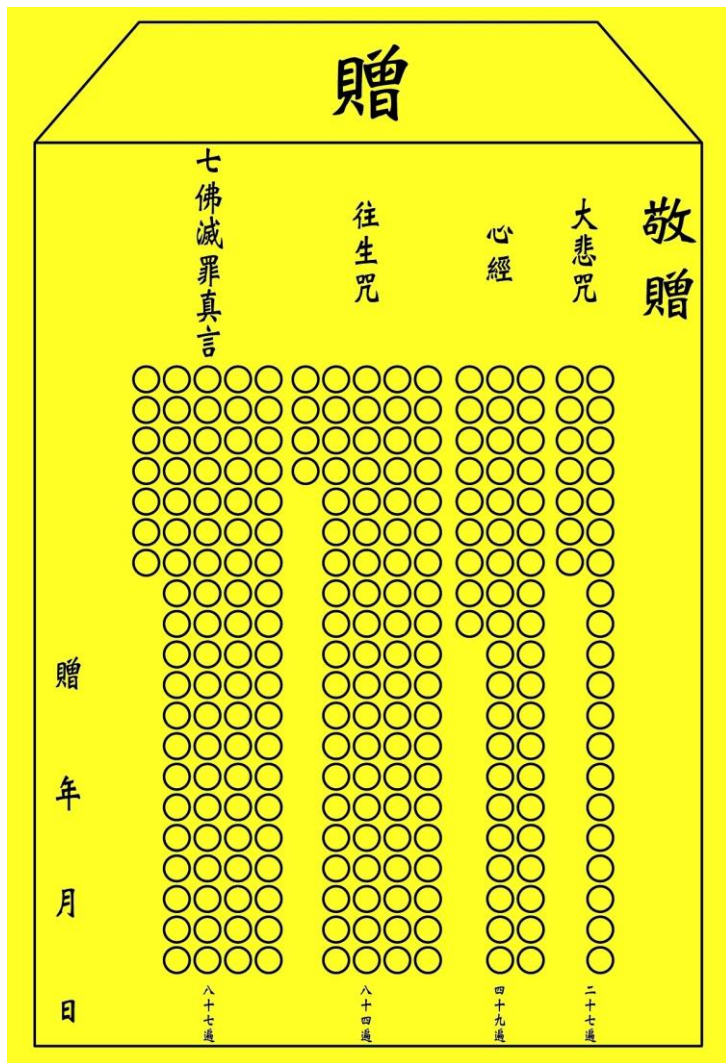 贈
敬贈
大悲咒
心經
往生咒
七佛滅罪真言
二十七遍
四十九遍
八十四遍
八十七遍
贈
年
月
日